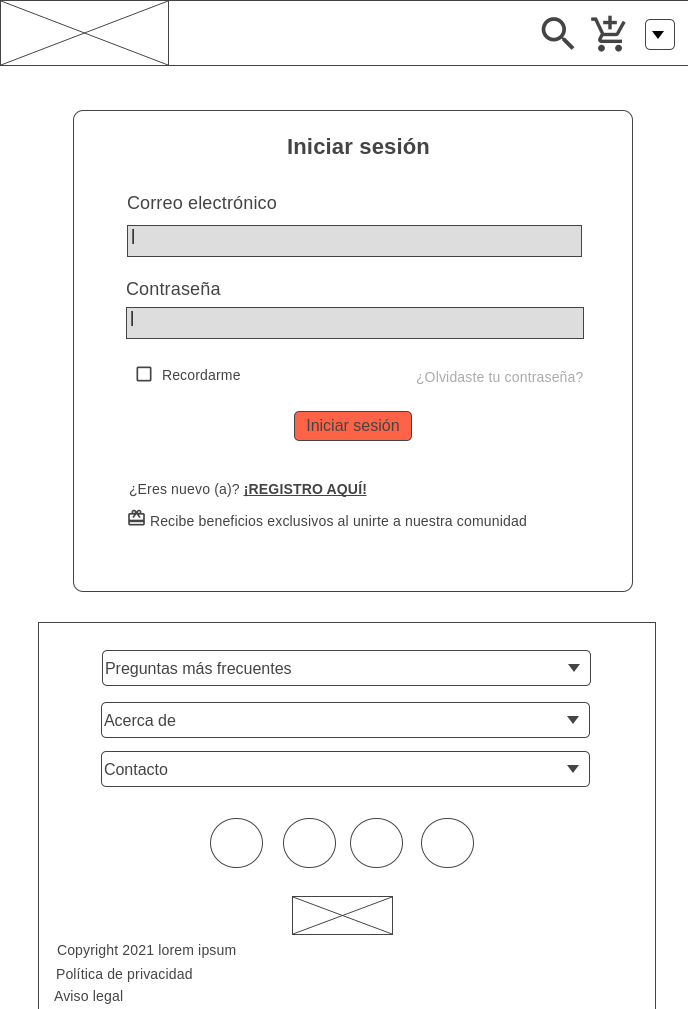 Iniciar sesión
Correo electrónico
Contraseña
Recordarme
¿Olvidaste tu contraseña?
Iniciar sesión
¿Eres nuevo (a)? ¡REGISTRO AQUÍ!
Recibe beneficios exclusivos al unirte a nuestra comunidad
Preguntas más frecuentes
Acerca de
Contacto
Copyright 2021 lorem ipsum
Política de privacidad
Aviso legal